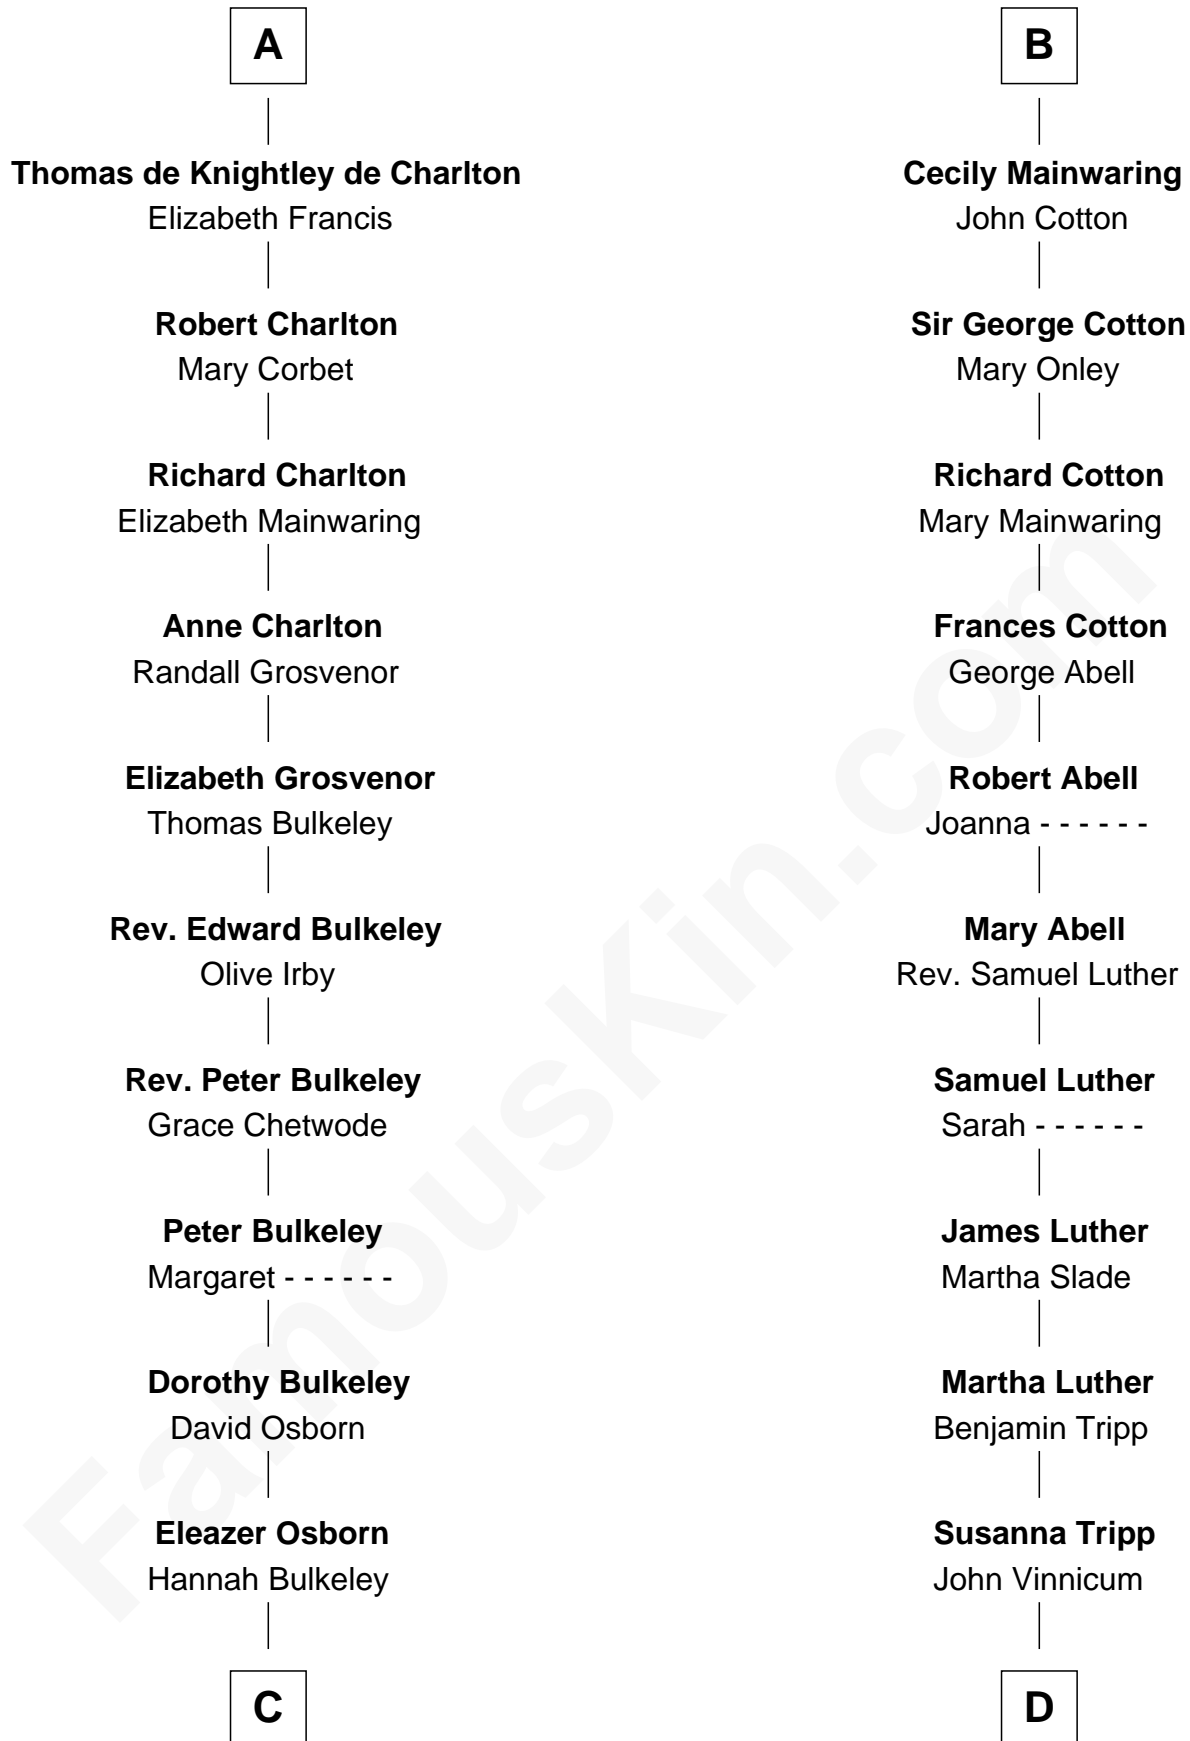 A
Thomas de Knightley de Charlton
Elizabeth Francis
Robert Charlton
Mary Corbet
Richard Charlton
Elizabeth Mainwaring
Anne Charlton
Randall Grosvenor
Elizabeth Grosvenor
Thomas Bulkeley
Rev. Edward Bulkeley
Olive Irby
Rev. Peter Bulkeley
Grace Chetwode
Peter Bulkeley
Margaret - - - - - -
Dorothy Bulkeley
David Osborn
Eleazer Osborn
Hannah Bulkeley
C
B
Cecily Mainwaring
John Cotton
Sir George Cotton
Mary Onley
Richard Cotton
Mary Mainwaring
Frances Cotton
George Abell
Robert Abell
Joanna - - - - - -
Mary Abell
Rev. Samuel Luther
Samuel Luther
Sarah - - - - - -
James Luther
Martha Slade
Martha Luther
Benjamin Tripp
Susanna Tripp
John Vinnicum
D
FamousKin.com